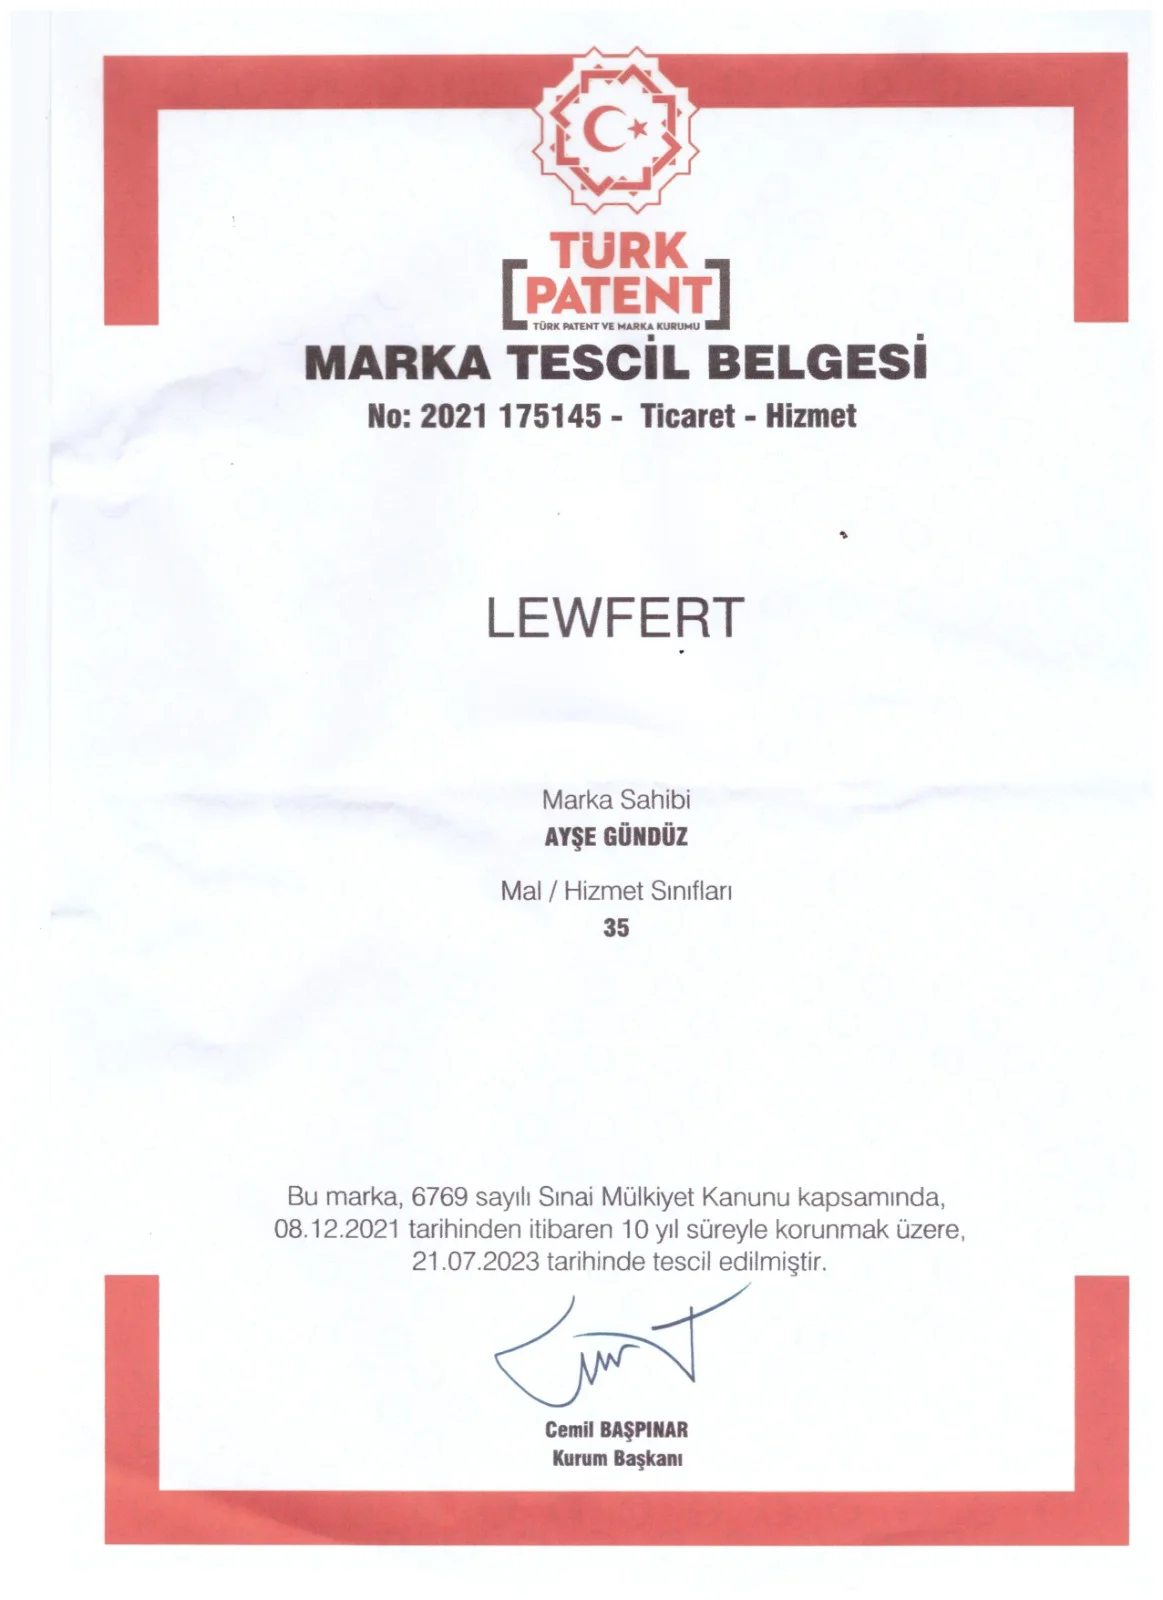 TÜRK
PATENT
TÜRK PATENT VE MARKA KURUMU
MARKA TESCİL BELGESİ
No: 2021 175145 - Ticaret - Hizmet
LEWFERT
Marka Sahibi
AYŞE GÜNDÜZ
Mal / Hizmet Sınıfları
35
Bu marka, 6769 sayılı Sınai Mülkiyet Kanunu kapsamında,
08.12.2021 tarihinden itibaren 10 yıl süreyle korunmak üzere,
21.07.2023 tarihinde tescil edilmiştir.
Cemil BAŞPINAR
Kurum Başkanı